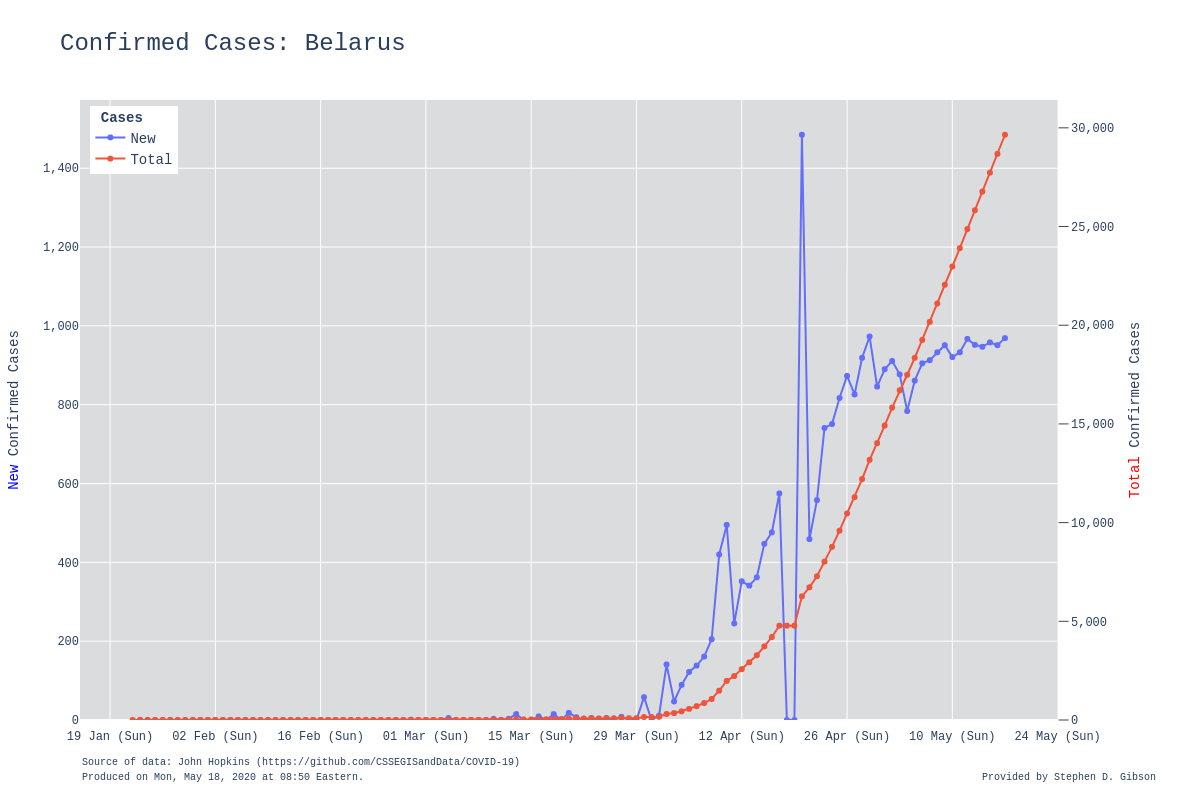 Confirmed Cases: Belarus
Cases
New
Total
1,400
1,200
1,000
800
600
400
200
0
30,000
25,000
20,000
15,000
10,000
5,000
0
New Confirmed Cases
Total Confirmed Cases
19 Jan (Sun) 02 Feb (Sun) 16 Feb (Sun) 01 Mar (Sun) 15 Mar (Sun) 29 Mar (Sun) 12 Apr (Sun) 26 Apr (Sun) 10 May (Sun) 24 May (Sun)
Source of data: John Hopkins (https://github.com/CSSEGISandData/COVID-19)
Produced on Mon, May 18, 2020 at 08:50 Eastern.
Provided by Stephen D. Gibson